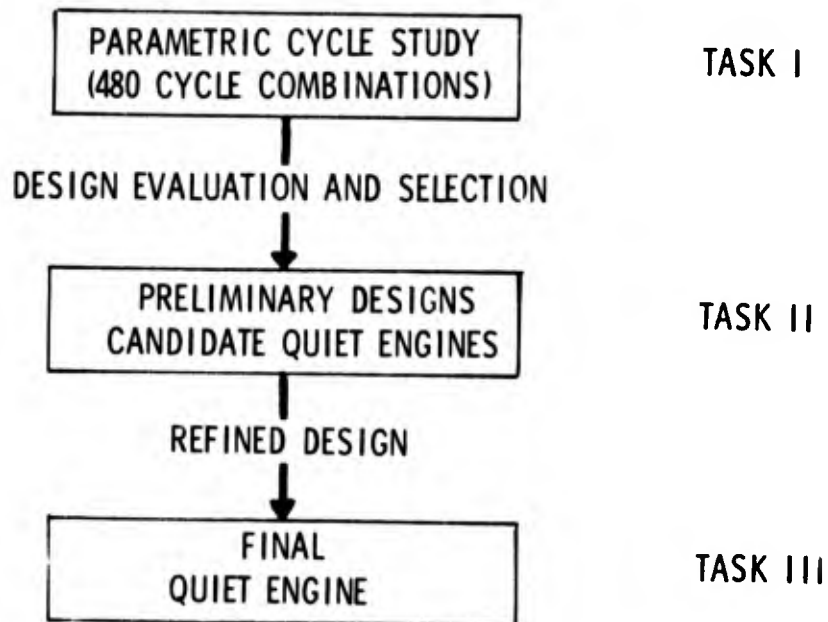 PARAMETRIC CYCLE STUDY
(480 CYCLE COMBINATIONS)
TASK I
DESIGN EVALUATION AND SELECTION
PRELIMINARY DESIGNS
CANDIDATE QUIET ENGINES
TASK II
REFINED DESIGN
FINAL
QUIET ENGINE
TASK III